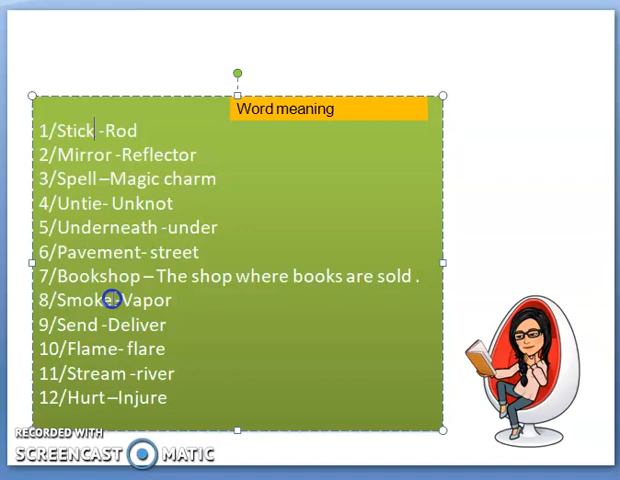 Word meaning
1/Stick -Rod
2/Mirror -Reflector
3/Spell –Magic charm
4/Untie- Unknot
5/Underneath -under
6/Pavement- street
7/Bookshop – The shop where books are sold .
8/Smoke-Vapor
9/Send -Deliver
10/Flame- flare
11/Stream -river
12/Hurt –Injure
RECORDED WITH
SCREENCAST MATIC